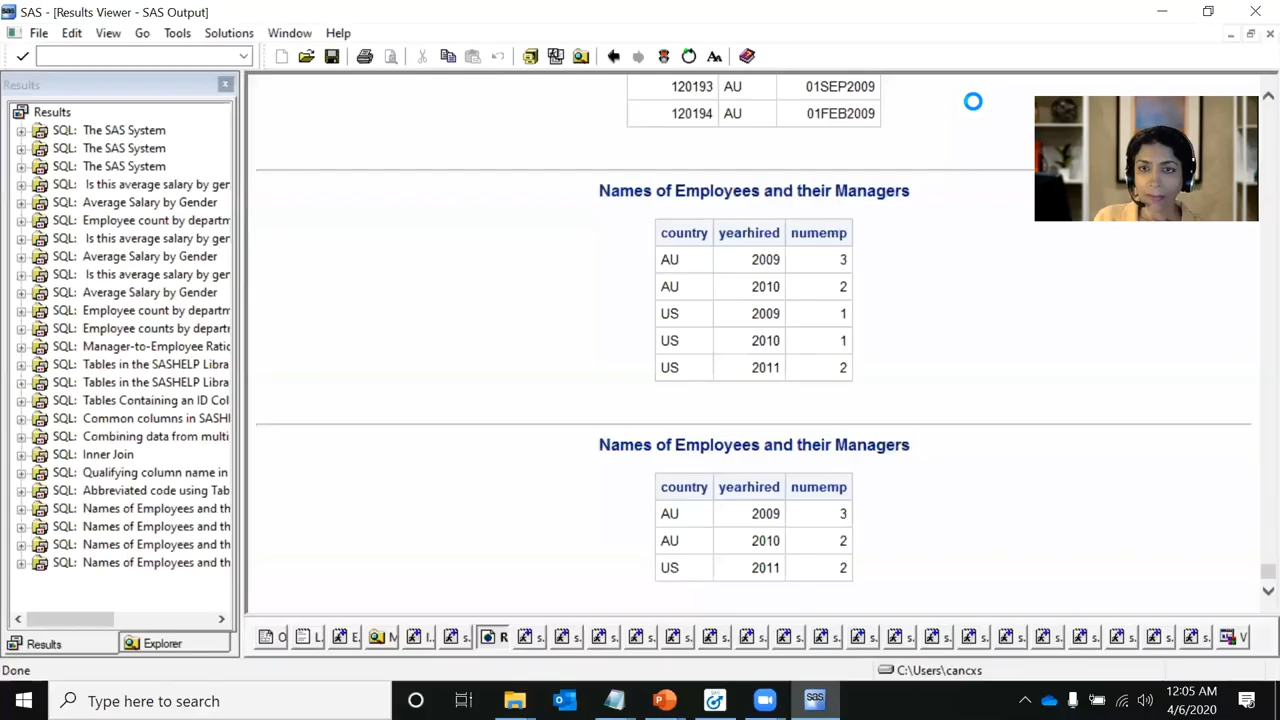 SAS - [Results Viewer - SAS Output]
File Edit View Go Tools Solutions Window Help
Results
Results
SQL: The SAS System
SQL: The SAS System
SQL: The SAS System
SQL: Is this average salary by ger
SQL: Average Salary by Gender
SQL: Employee count by departm
SQL: Is this average salary by ger
SQL: Average Salary by Gender
SQL: Is this average salary by ger
SQL: Average Salary by Gender
SQL: Employee count by departm
SQL: Employee counts by depart
SQL: Manager-to-Employee Ratio
SQL: Tables in the SASHELP Libra
SQL: Tables in the SASHELP Libra
SQL: Tables Containing an ID Col
SQL: Common columns in SASHI
SQL: Combining data from multi
SQL: Inner Join
SQL: Qualifying column name in
SQL: Abbreviated code using Tab
SQL: Names of Employees and th
SQL: Names of Employees and th
SQL: Names of Employees and th
SQL: Names of Employees and th
Results Explorer
120193 AU 01SEP2009
120194 AU 01FEB2009
Names of Employees and their Managers
country yearhired numemp
AU 2009 3
AU 2010 2
US 2009 1
US 2010 1
US 2011 2
Names of Employees and their Managers
country yearhired numemp
AU 2009 3
AU 2010 2
US 2011 2
O L E. M I. s. R s. s. s. s. s. s. s. s. s. s. s. s. s. s. s. s. s. s. s. V
Done C:\Users\cancxs
Type here to search
12:05 AM
4/6/2020